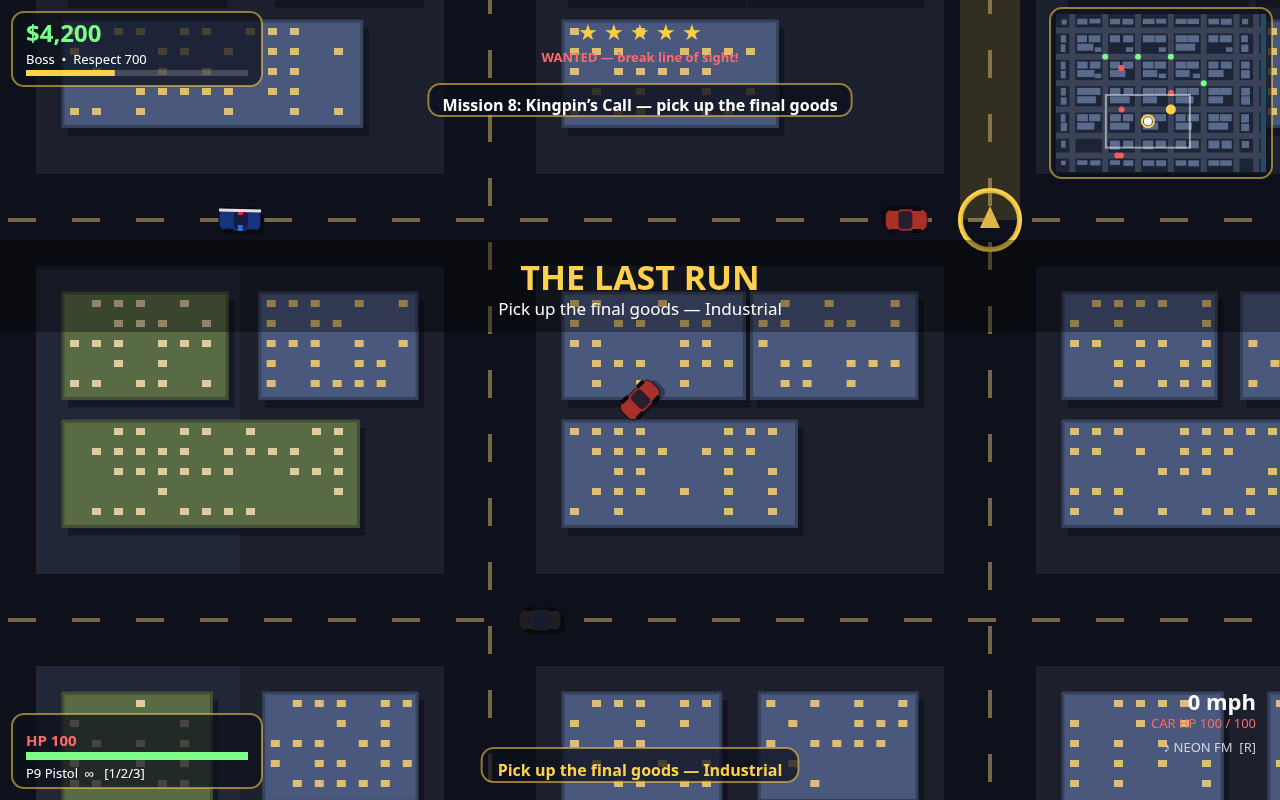 $4,200
Boss • Respect 700
★ ★ ★ ★ ★
WANTED — break line of sight!
Mission 8: Kingpin’s Call — pick up the final goods
THE LAST RUN
Pick up the final goods — Industrial
HP 100
P9 Pistol ∞ [1/2/3]
Pick up the final goods — Industrial
0 mph
CAR HP 100 / 100
♪ NEON FM [R]